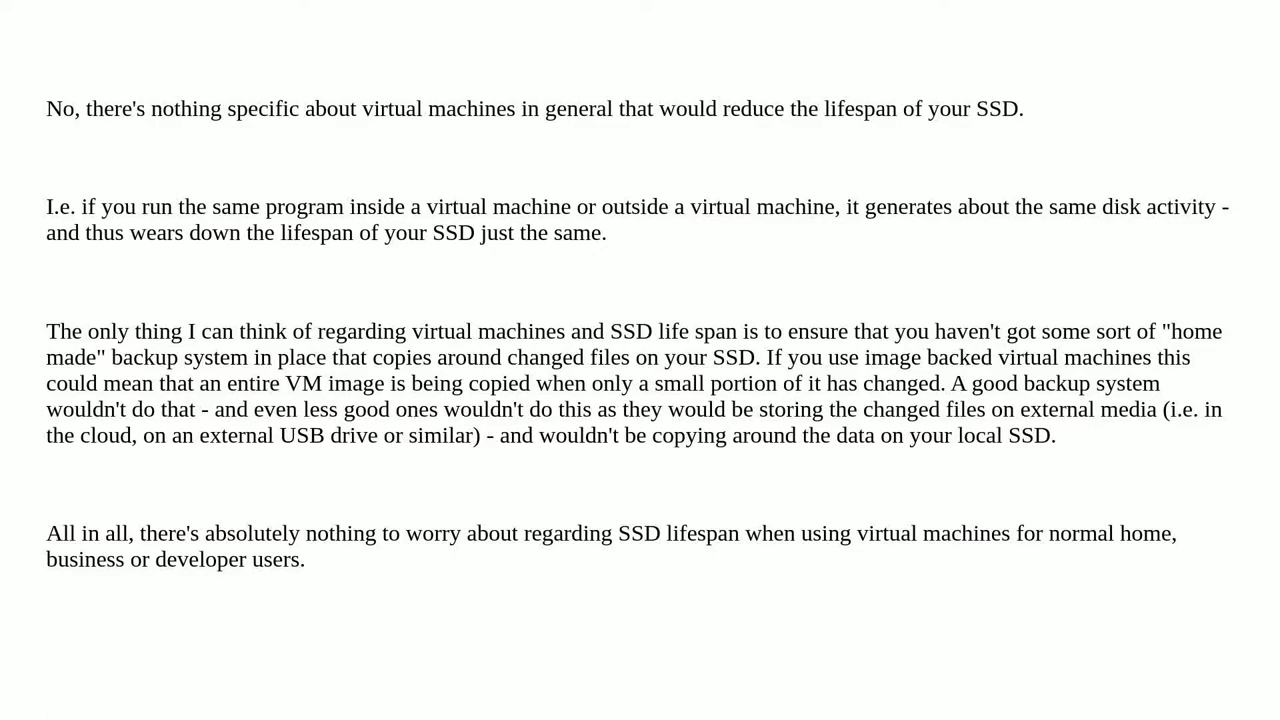 No, there's nothing specific about virtual machines in general that would reduce the lifespan of your SSD.
I.e. if you run the same program inside a virtual machine or outside a virtual machine, it generates about the same disk activity -
and thus wears down the lifespan of your SSD just the same.
The only thing I can think of regarding virtual machines and SSD life span is to ensure that you haven't got some sort of "home
made" backup system in place that copies around changed files on your SSD. If you use image backed virtual machines this
could mean that an entire VM image is being copied when only a small portion of it has changed. A good backup system
wouldn't do that - and even less good ones wouldn't do this as they would be storing the changed files on external media (i.e. in
the cloud, on an external USB drive or similar) - and wouldn't be copying around the data on your local SSD.
All in all, there's absolutely nothing to worry about regarding SSD lifespan when using virtual machines for normal home,
business or developer users.